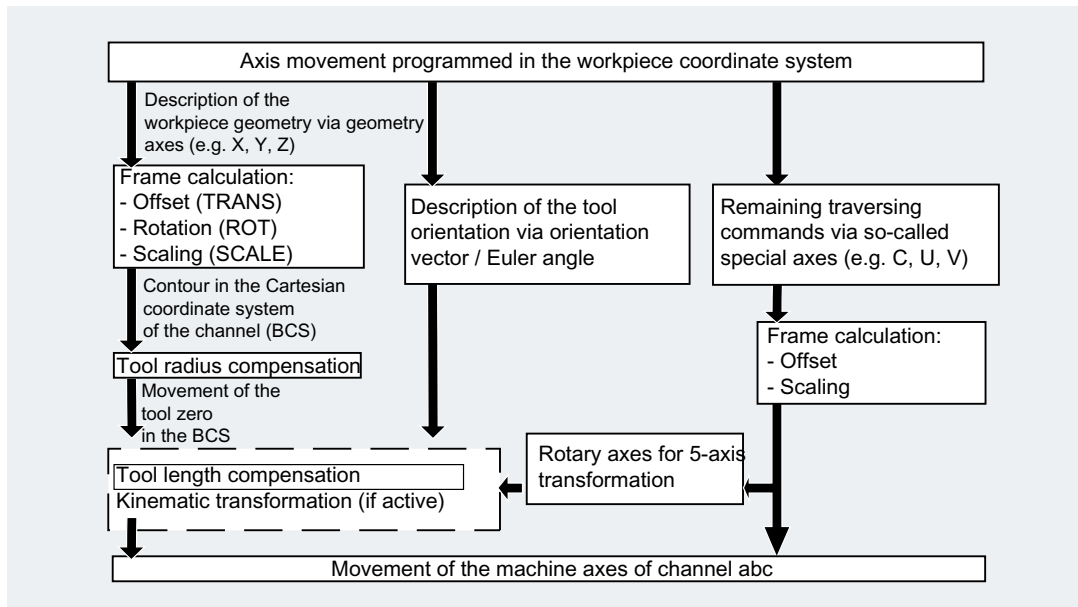 Axis movement programmed in the workpiece coordinate system
Description of the
workpiece geometry via geometry
axes (e.g. X, Y, Z)
Frame calculation:
- Offset (TRANS)
- Rotation (ROT)
- Scaling (SCALE)
Description of the tool
orientation via orientation
vector / Euler angle
Remaining traversing
commands via so-called
special axes (e.g. C, U, V)
Contour in the Cartesian
coordinate system
of the channel (BCS)
Frame calculation:
- Offset
- Scaling
Tool radius compensation
Movement of the
tool zero
in the BCS
Rotary axes for 5-axis
transformation
Tool length compensation
Kinematic transformation (if active)
Movement of the machine axes of channel abc